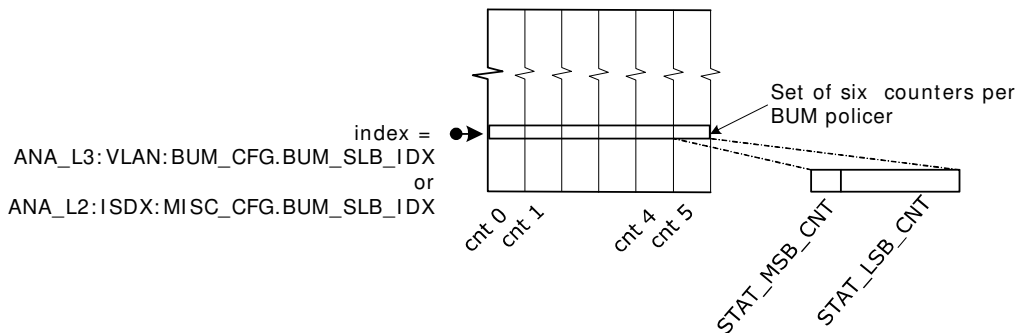 Set of six counters per
BUM policer
index =
ANA_L3:VLAN:BUM_CFG.BUM_SLB_IDX
or
ANA_L2:ISDX:MISC_CFG.BUM_SLB_IDX
cnt 0
cnt 1
cnt 4
cnt 5
STAT_MSB_CNT
STAT_LSB_CNT